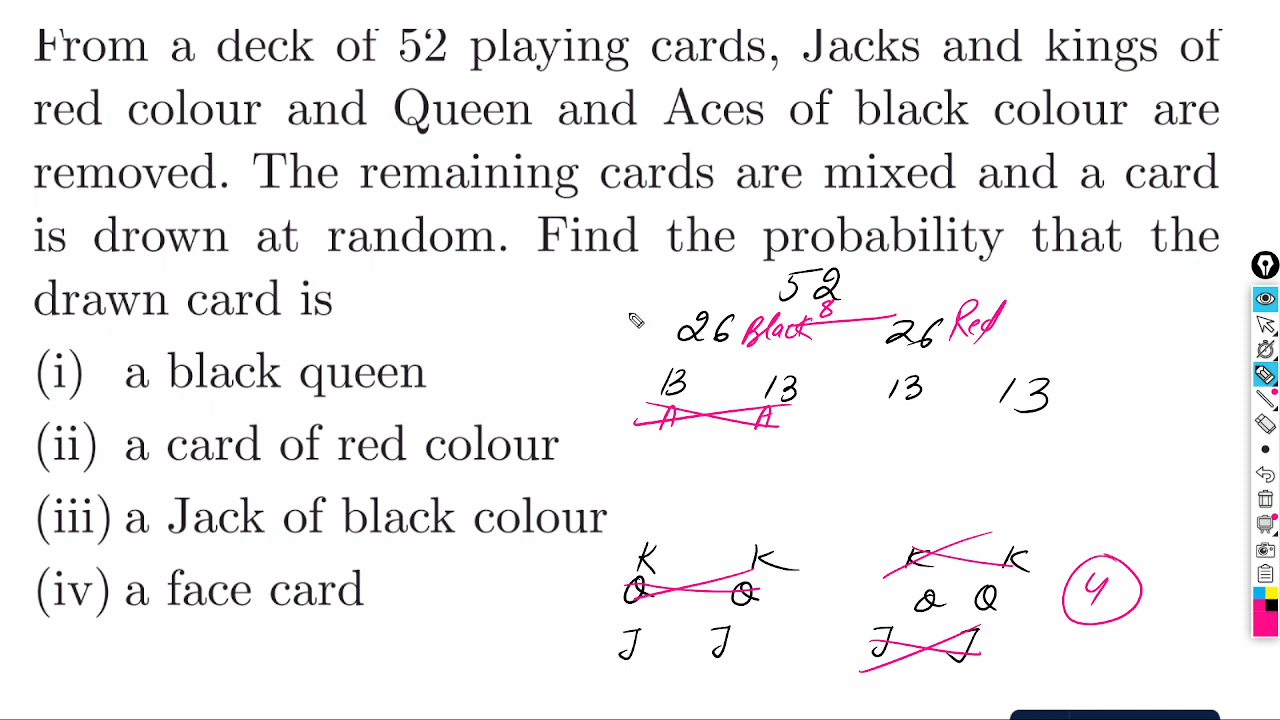 From a deck of 52 playing cards, Jacks and kings of
red colour and Queen and Aces of black colour are
removed. The remaining cards are mixed and a card
is drown at random. Find the probability that the
drawn card is
52
8
26 Black 26 Red
(i) a black queen
13 13 13 13
A A
(ii) a card of red colour
(iii) a Jack of black colour
K K K K
(iv) a face card
Q Q Q Q 4
J J J J